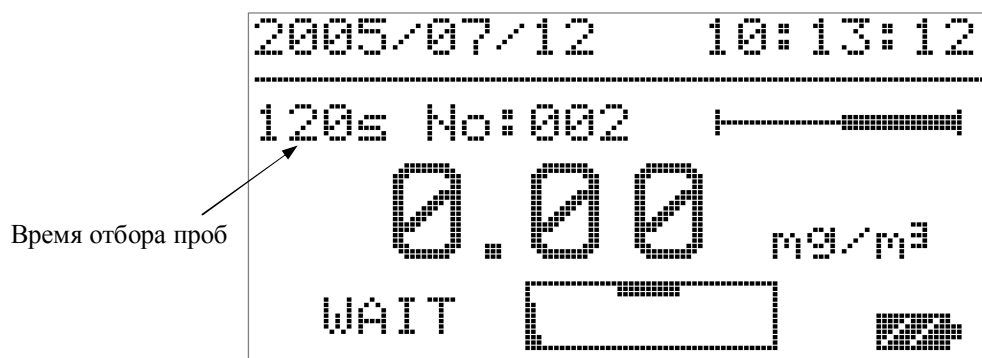 2005/07/12 10:13:12
120s No:002
Время отбора проб
0.00 mg/m³
WAIT